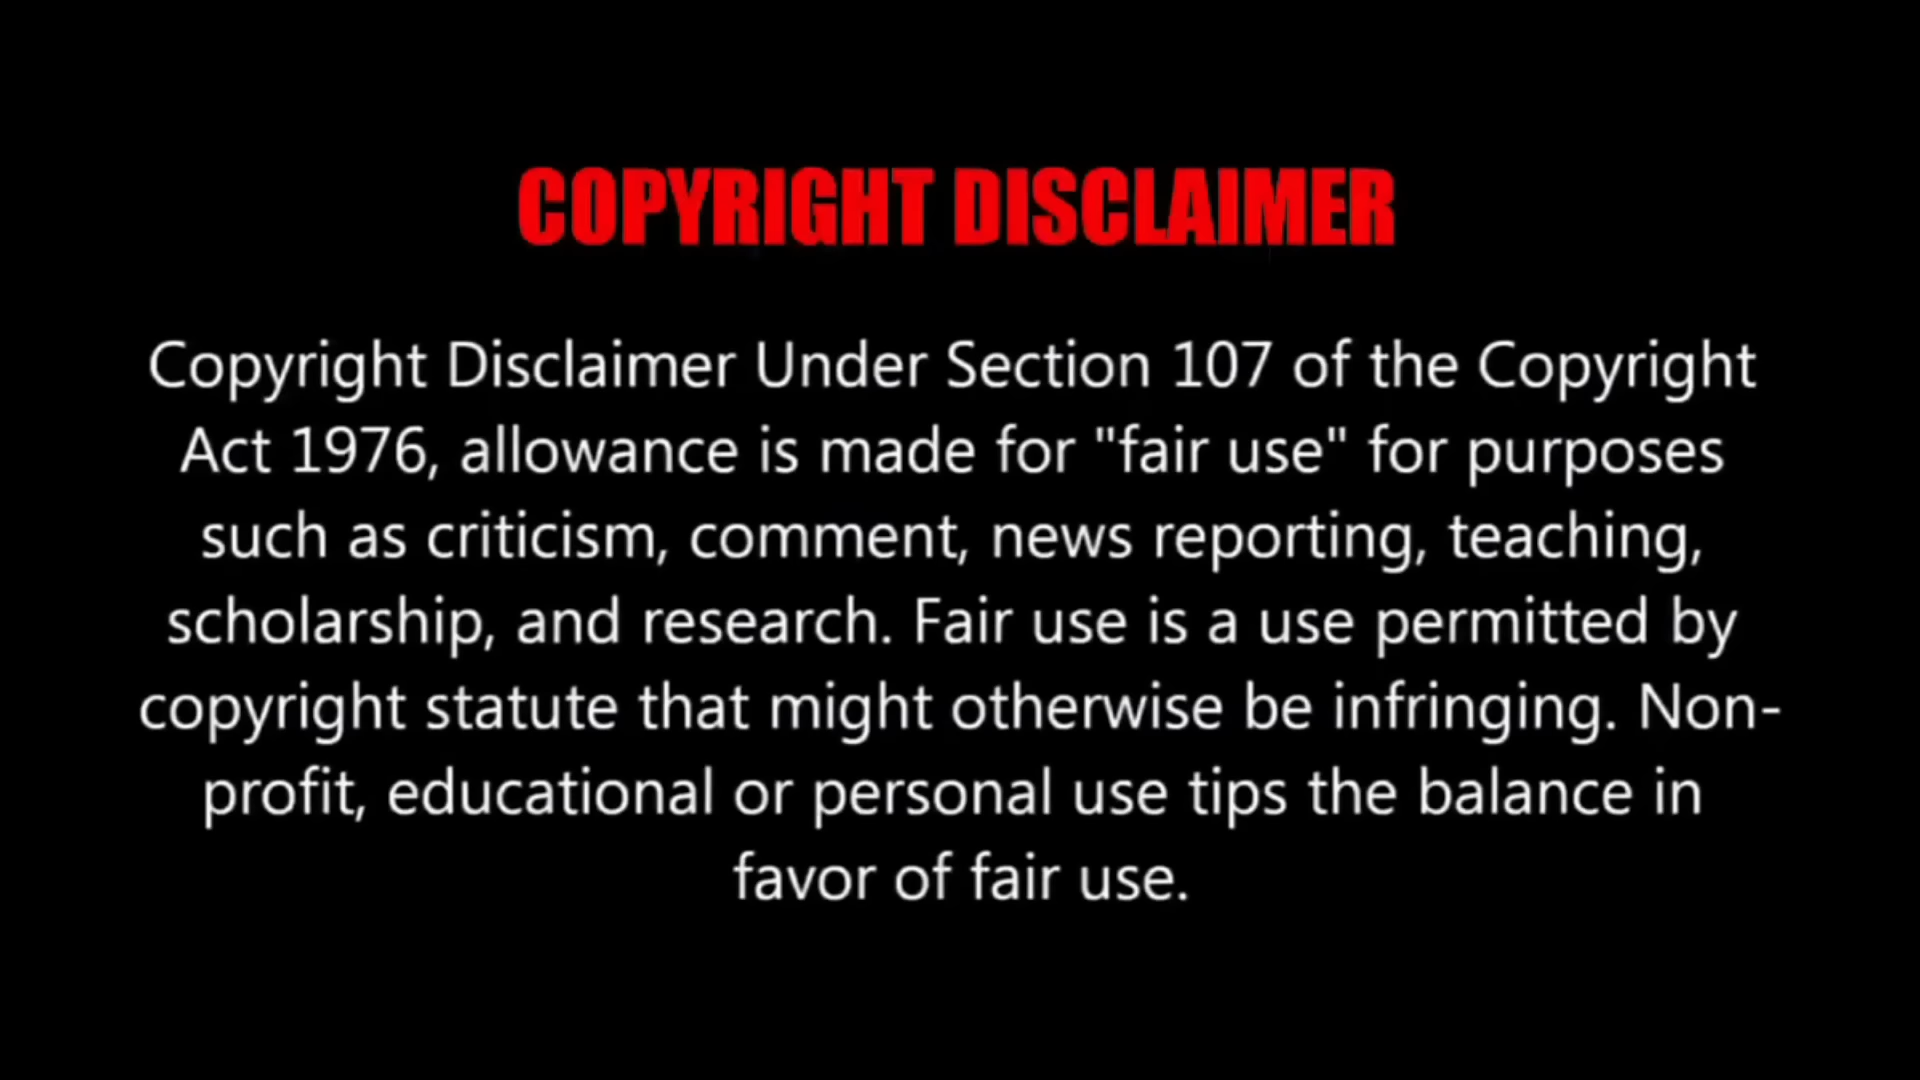 COPYRIGHT DISCLAIMER
Copyright Disclaimer Under Section 107 of the Copyright
Act 1976, allowance is made for "fair use" for purposes
such as criticism, comment, news reporting, teaching,
scholarship, and research. Fair use is a use permitted by
copyright statute that might otherwise be infringing. Non-
profit, educational or personal use tips the balance in
favor of fair use.